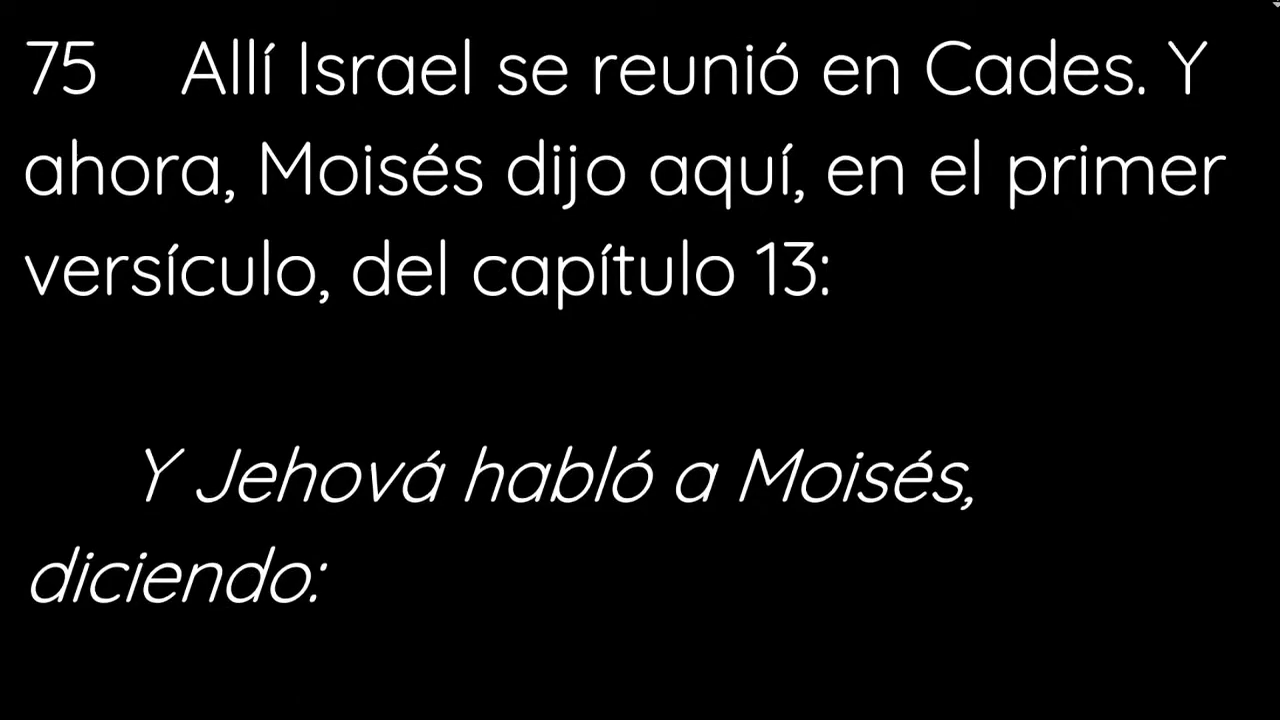 75 Allí Israel se reunió en Cades. Y
ahora, Moisés dijo aquí, en el primer
versículo, del capítulo 13:
Y Jehová habló a Moisés,
diciendo: